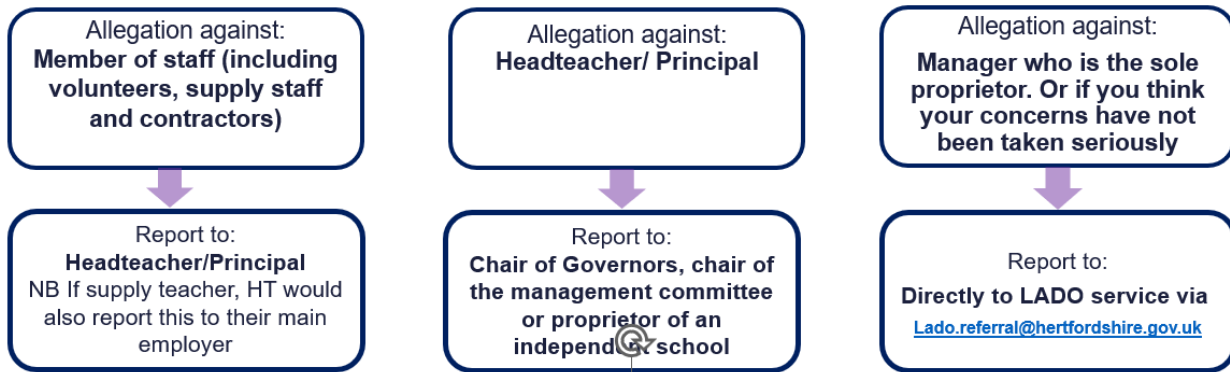 Allegation against:
Member of staff (including
volunteers, supply staff
and contractors)
Report to:
Headteacher/Principal
NB If supply teacher, HT would
also report this to their main
employer
Allegation against:
Headteacher/ Principal
Report to:
Chair of Governors, chair of
the management committee
or proprietor of an
independent school
Allegation against:
Manager who is the sole
proprietor. Or if you think
your concerns have not
been taken seriously
Report to:
Directly to LADO service via
Lado.referral@hertfordshire.gov.uk